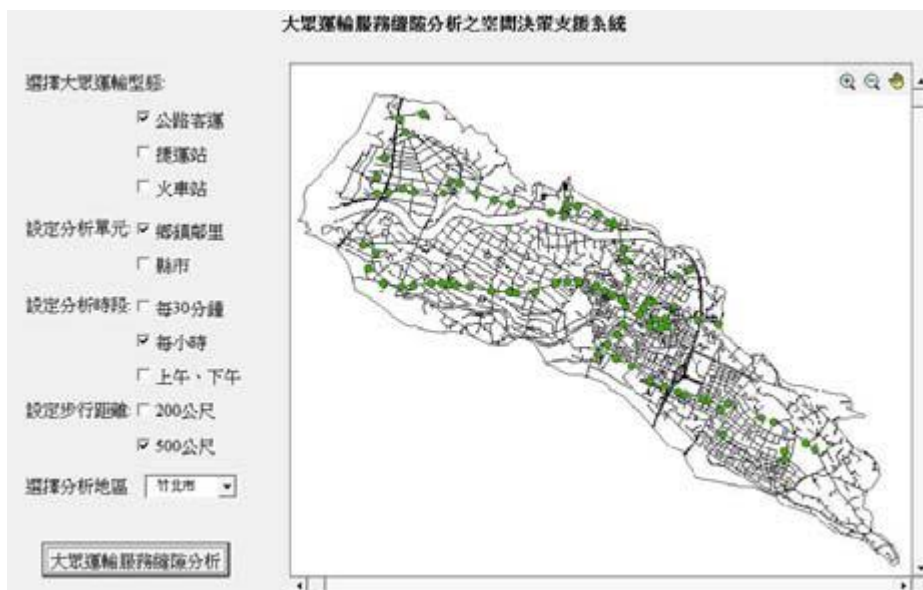 大眾運輸服務縫隙分析之空間決策支援系統
選擇大眾運輸型態:
公路客運
捷運站
火車站
設定分析單元: 鄉鎮鄰里
縣市
設定分析時段: 每30分鐘
每小時
上午、下午
設定步行距離: 200公尺
500公尺
選擇分析地區 竹北市
大眾運輸服務縫隙分析